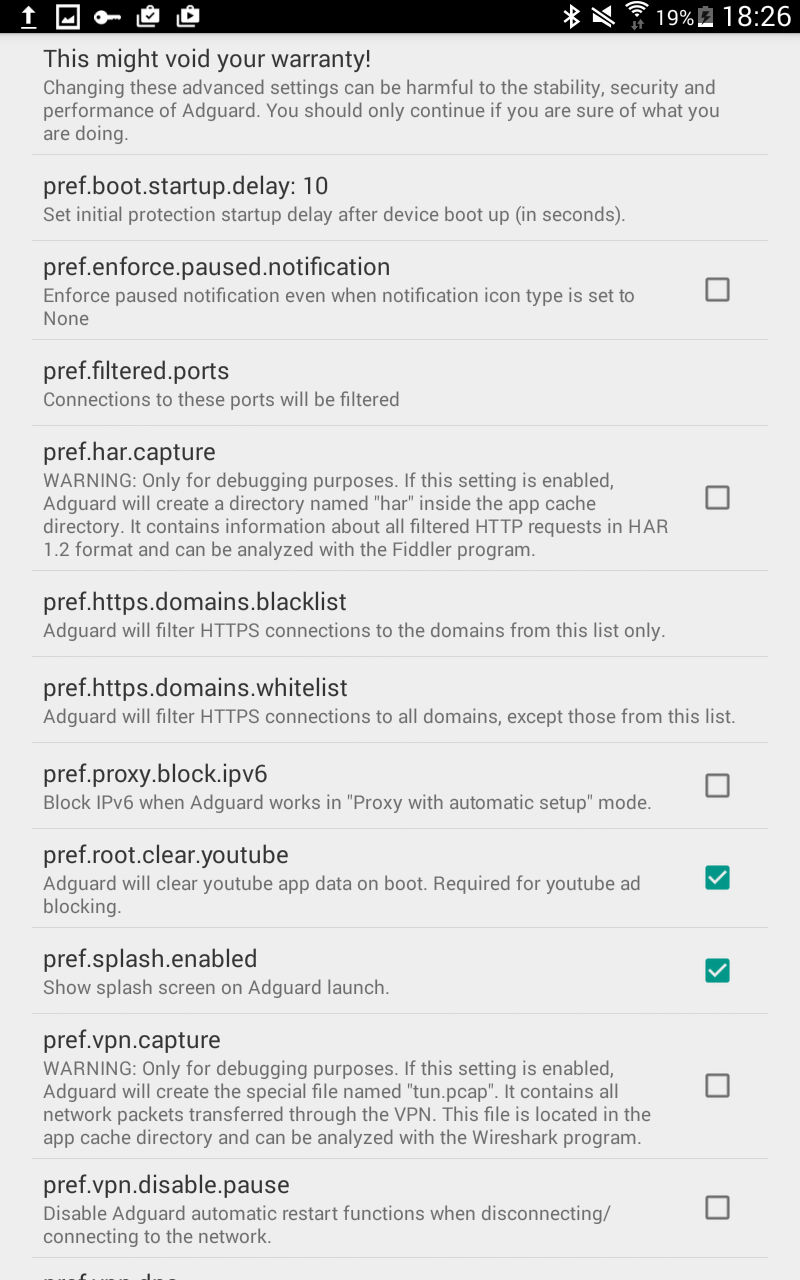 19% 18:26
This might void your warranty!
Changing these advanced settings can be harmful to the stability, security and
performance of Adguard. You should only continue if you are sure of what you
are doing.
pref.boot.startup.delay: 10
Set initial protection startup delay after device boot up (in seconds).
pref.enforce.paused.notification
Enforce paused notification even when notification icon type is set to
None
pref.filtered.ports
Connections to these ports will be filtered
pref.har.capture
WARNING: Only for debugging purposes. If this setting is enabled,
Adguard will create a directory named "har" inside the app cache
directory. It contains information about all filtered HTTP requests in HAR
1.2 format and can be analyzed with the Fiddler program.
pref.https.domains.blacklist
Adguard will filter HTTPS connections to the domains from this list only.
pref.https.domains.whitelist
Adguard will filter HTTPS connections to all domains, except those from this list.
pref.proxy.block.ipv6
Block IPv6 when Adguard works in "Proxy with automatic setup" mode.
pref.root.clear.youtube
Adguard will clear youtube app data on boot. Required for youtube ad
blocking.
pref.splash.enabled
Show splash screen on Adguard launch.
pref.vpn.capture
WARNING: Only for debugging purposes. If this setting is enabled,
Adguard will create the special file named "tun.pcap". It contains all
network packets transferred through the VPN. This file is located in the
app cache directory and can be analyzed with the Wireshark program.
pref.vpn.disable.pause
Disable Adguard automatic restart functions when disconnecting/
connecting to the network.